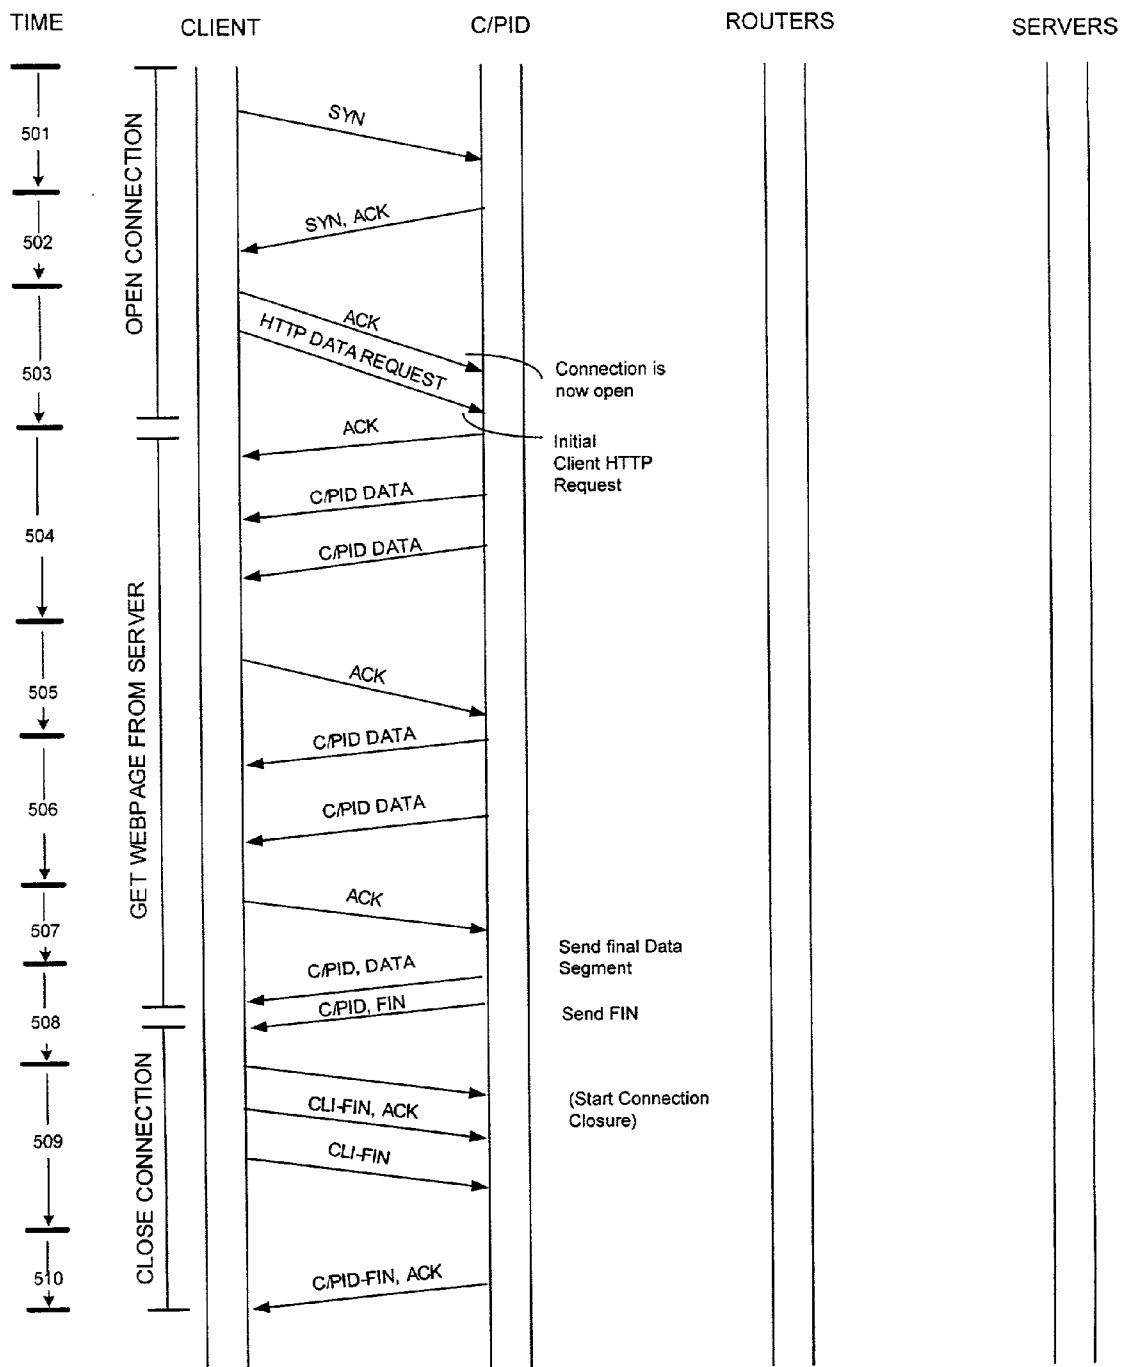 TIME
CLIENT
C/PID
ROUTERS
SERVERS
OPEN CONNECTION
501
SYN
502
SYN, ACK
503
ACK
HTTP DATA REQUEST
Connection is
now open
ACK
Initial
Client HTTP
Request
GET WEBPAGE FROM SERVER
504
C/PID DATA
C/PID DATA
505
ACK
C/PID DATA
506
C/PID DATA
ACK
507
Send final Data
Segment
C/PID, DATA
C/PID, FIN
Send FIN
508
CLOSE CONNECTION
(Start Connection
Closure)
CLI-FIN, ACK
509
CLI-FIN
510
C/PID-FIN, ACK